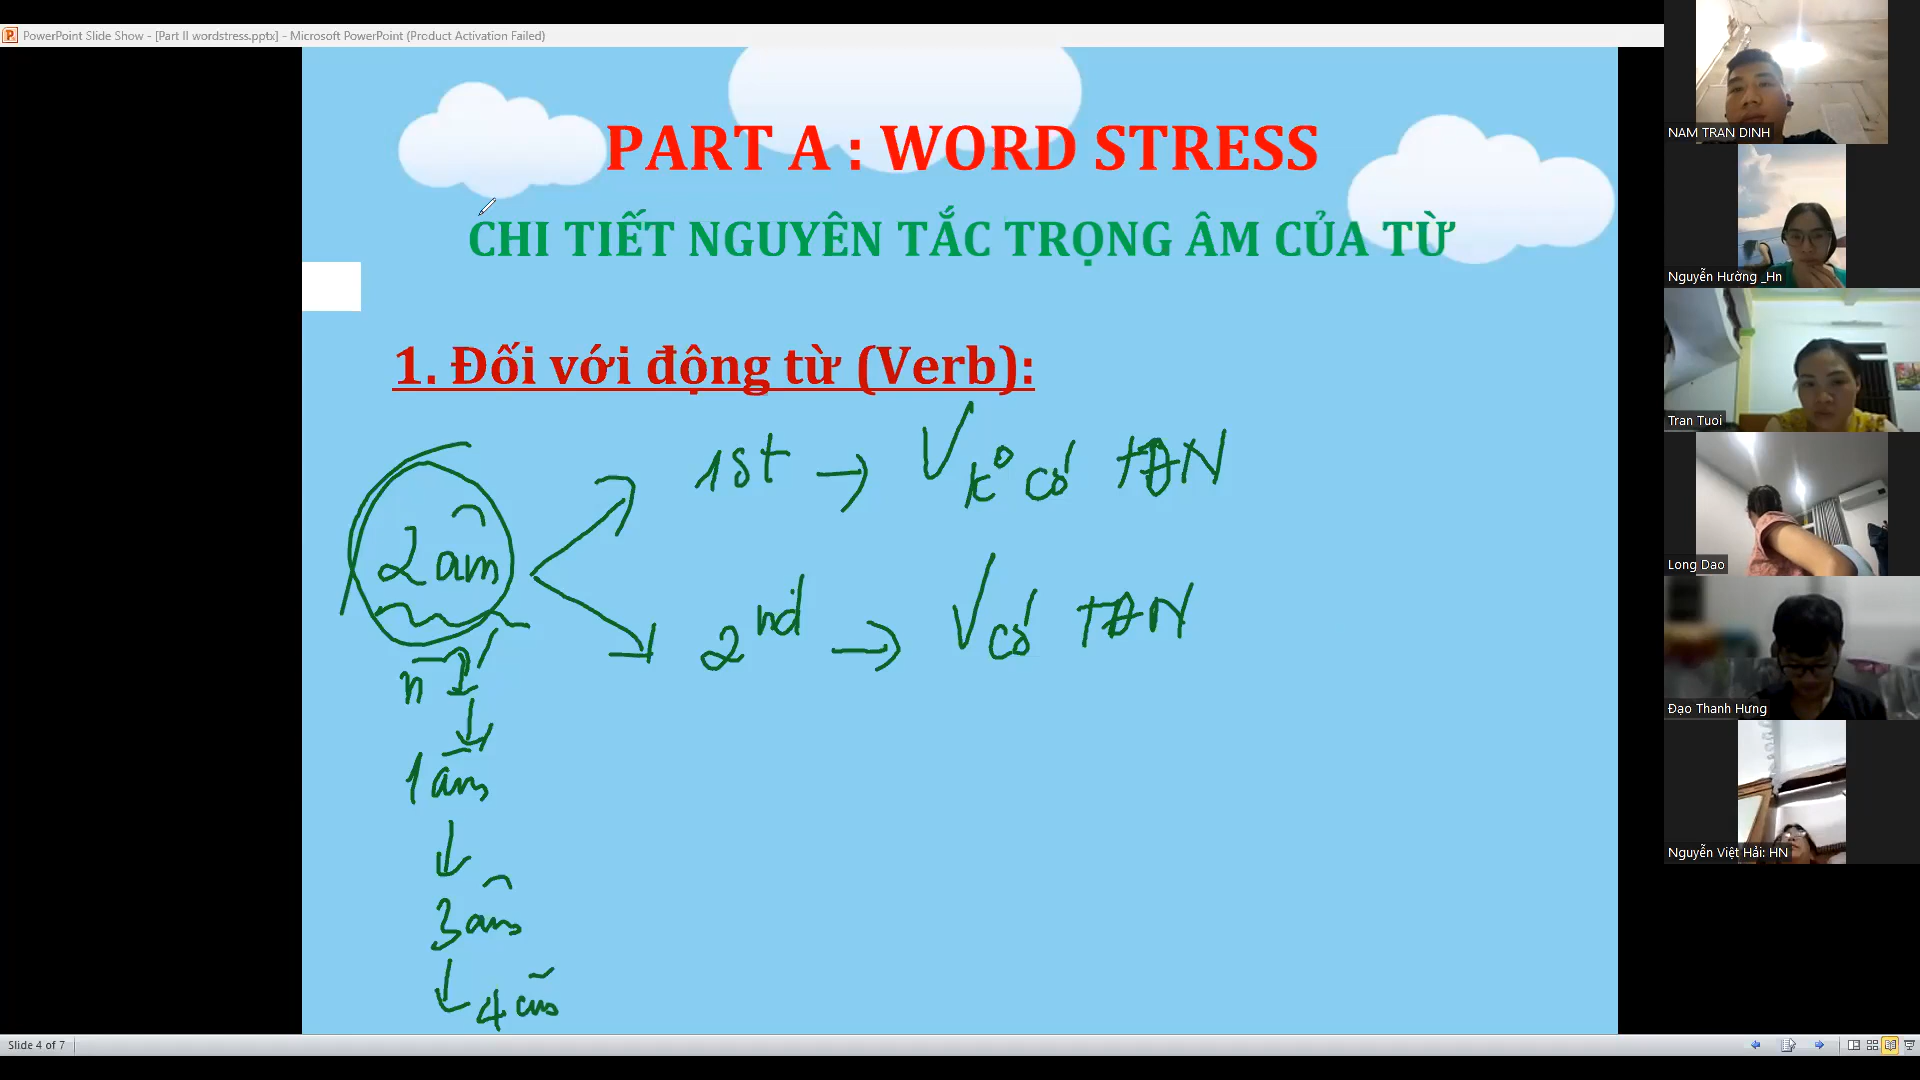 PowerPoint Slide Show - [Part II wordstress.pptx] - Microsoft PowerPoint (Product Activation Failed)
PART A : WORD STRESS
CHI TIẾT NGUYÊN TẮC TRỌNG ÂM CỦA TỪ
1. Đối với động từ (Verb):
1st → V kº có TÂN
2 âm
2nd → V có TÂN
n
1 âm
3 âm
4 âm
Slide 4 of 7
NAM TRAN DINH
Nguyễn Hường _Hn
Tran Tuoi
Long Dao
Đạo Thanh Hưng
Nguyễn Việt Hải: HN